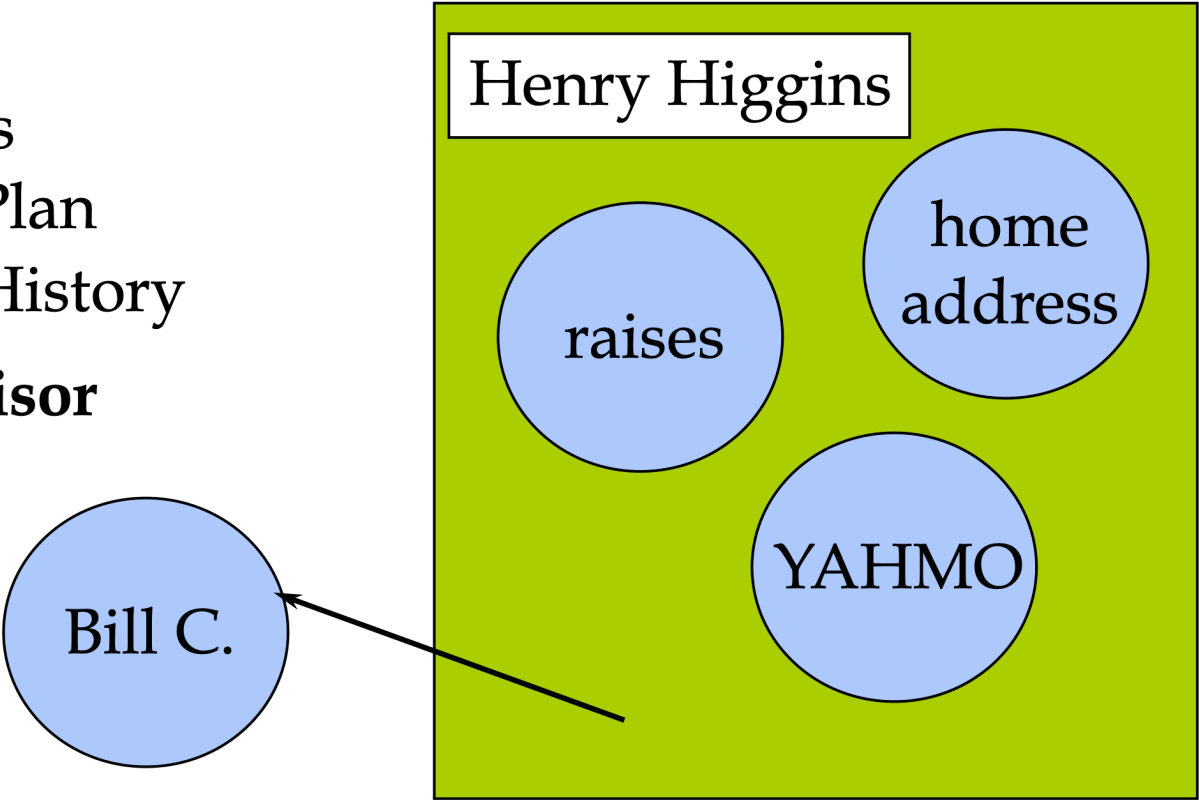 s
Plan
History
isor
Bill C.
Henry Higgins
home
address
raises
YAHMO